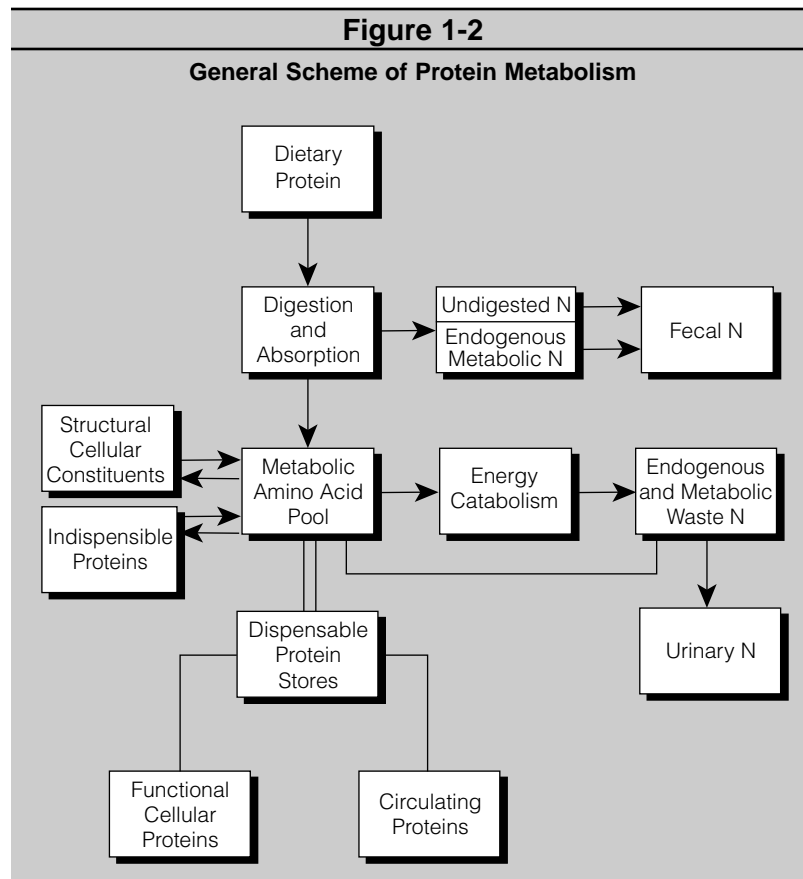 Figure 1-2
General Scheme of Protein Metabolism
Dietary
Protein
Digestion
and
Absorption
Undigested N
Endogenous
Metabolic N
Fecal N
Structural
Cellular
Constituents
Metabolic
Amino Acid
Pool
Energy
Catabolism
Endogenous
and Metabolic
Waste N
Indispensible
Proteins
Dispensable
Protein
Stores
Urinary N
Functional
Cellular
Proteins
Circulating
Proteins